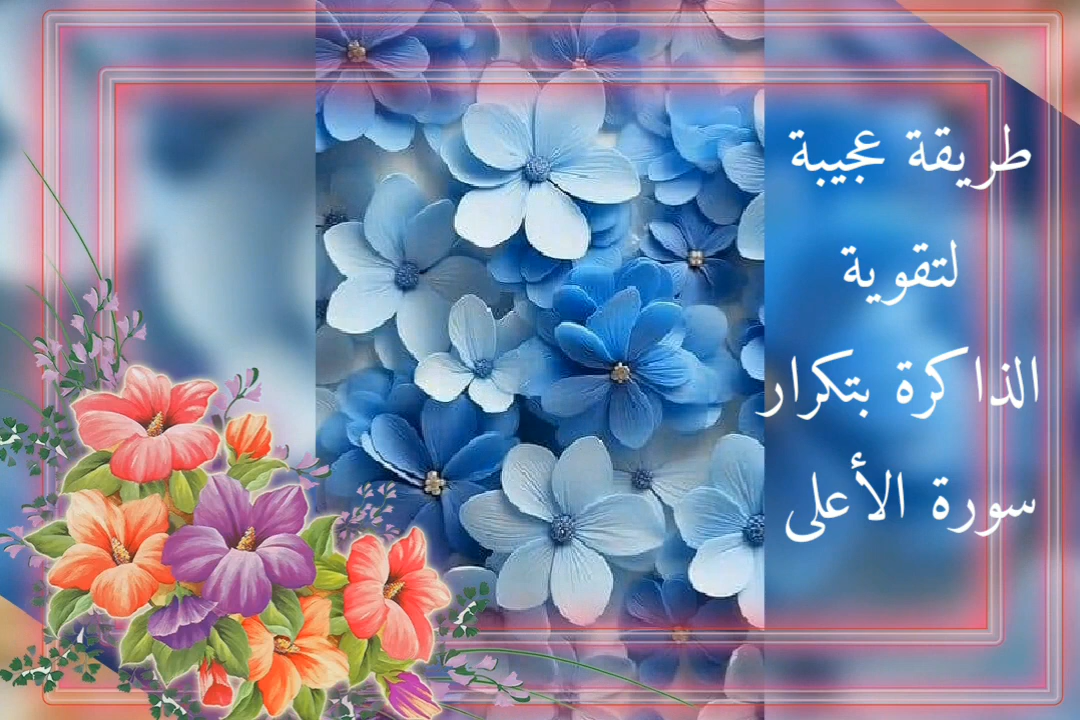 طريقة عجيبة
لتقوية
الذاكرة بتكرار
سورة الأعلى